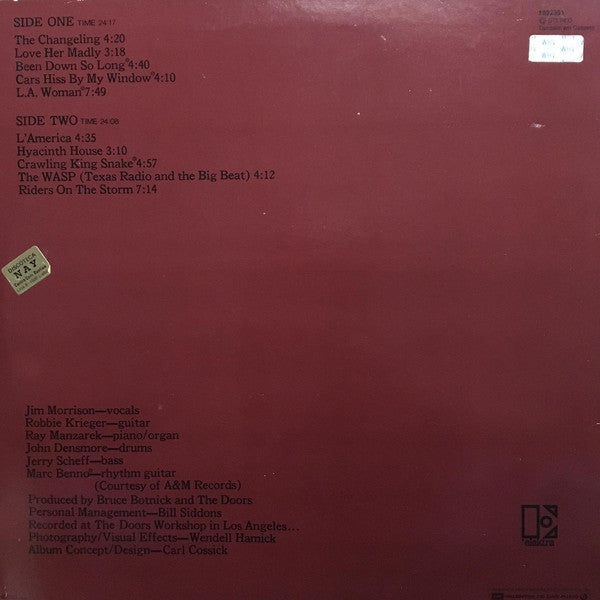 SIDE ONE TIME 24:17
The Changeling 4:20
Love Her Madly 3:18
Been Down So Long° 4:40
Cars Hiss By My Window° 4:10
L.A. Woman° 7:49
SIDE TWO TIME 24:08
L'America 4:35
Hyacinth House 3:10
Crawling King Snake° 4:57
The WASP (Texas Radio and the Big Beat) 4:12
Riders On The Storm 7:14
DISCOTECA
NAY
Jim Morrison—vocals
Robbie Krieger—guitar
Ray Manzarek—piano/organ
John Densmore—drums
Jerry Scheff—bass
Marc Benno°—rhythm guitar
(Courtesy of A&M Records)
Produced by Bruce Botnick and The Doors
Personal Management—Bill Siddons
Recorded at The Doors Workshop in Los Angeles...
Photography/Visual Effects—Wendell Hamick
Album Concept/Design—Carl Cossick
elektra